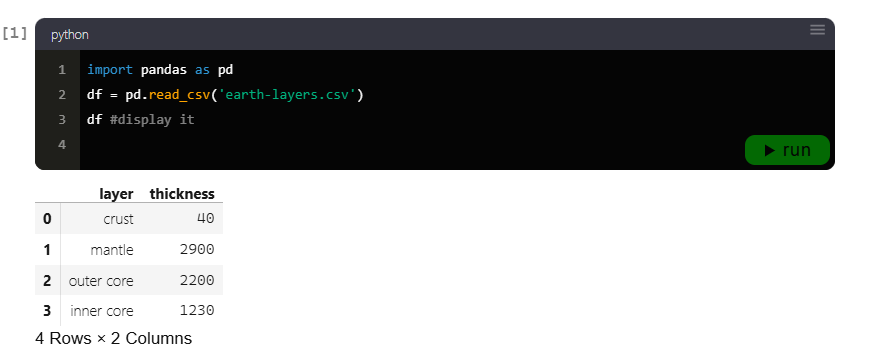 [1]
python
1 import pandas as pd
2 df = pd.read_csv('earth-layers.csv')
3 df #display it
4
▶ run
layer thickness
0 crust 40
1 mantle 2900
2 outer core 2200
3 inner core 1230
4 Rows × 2 Columns